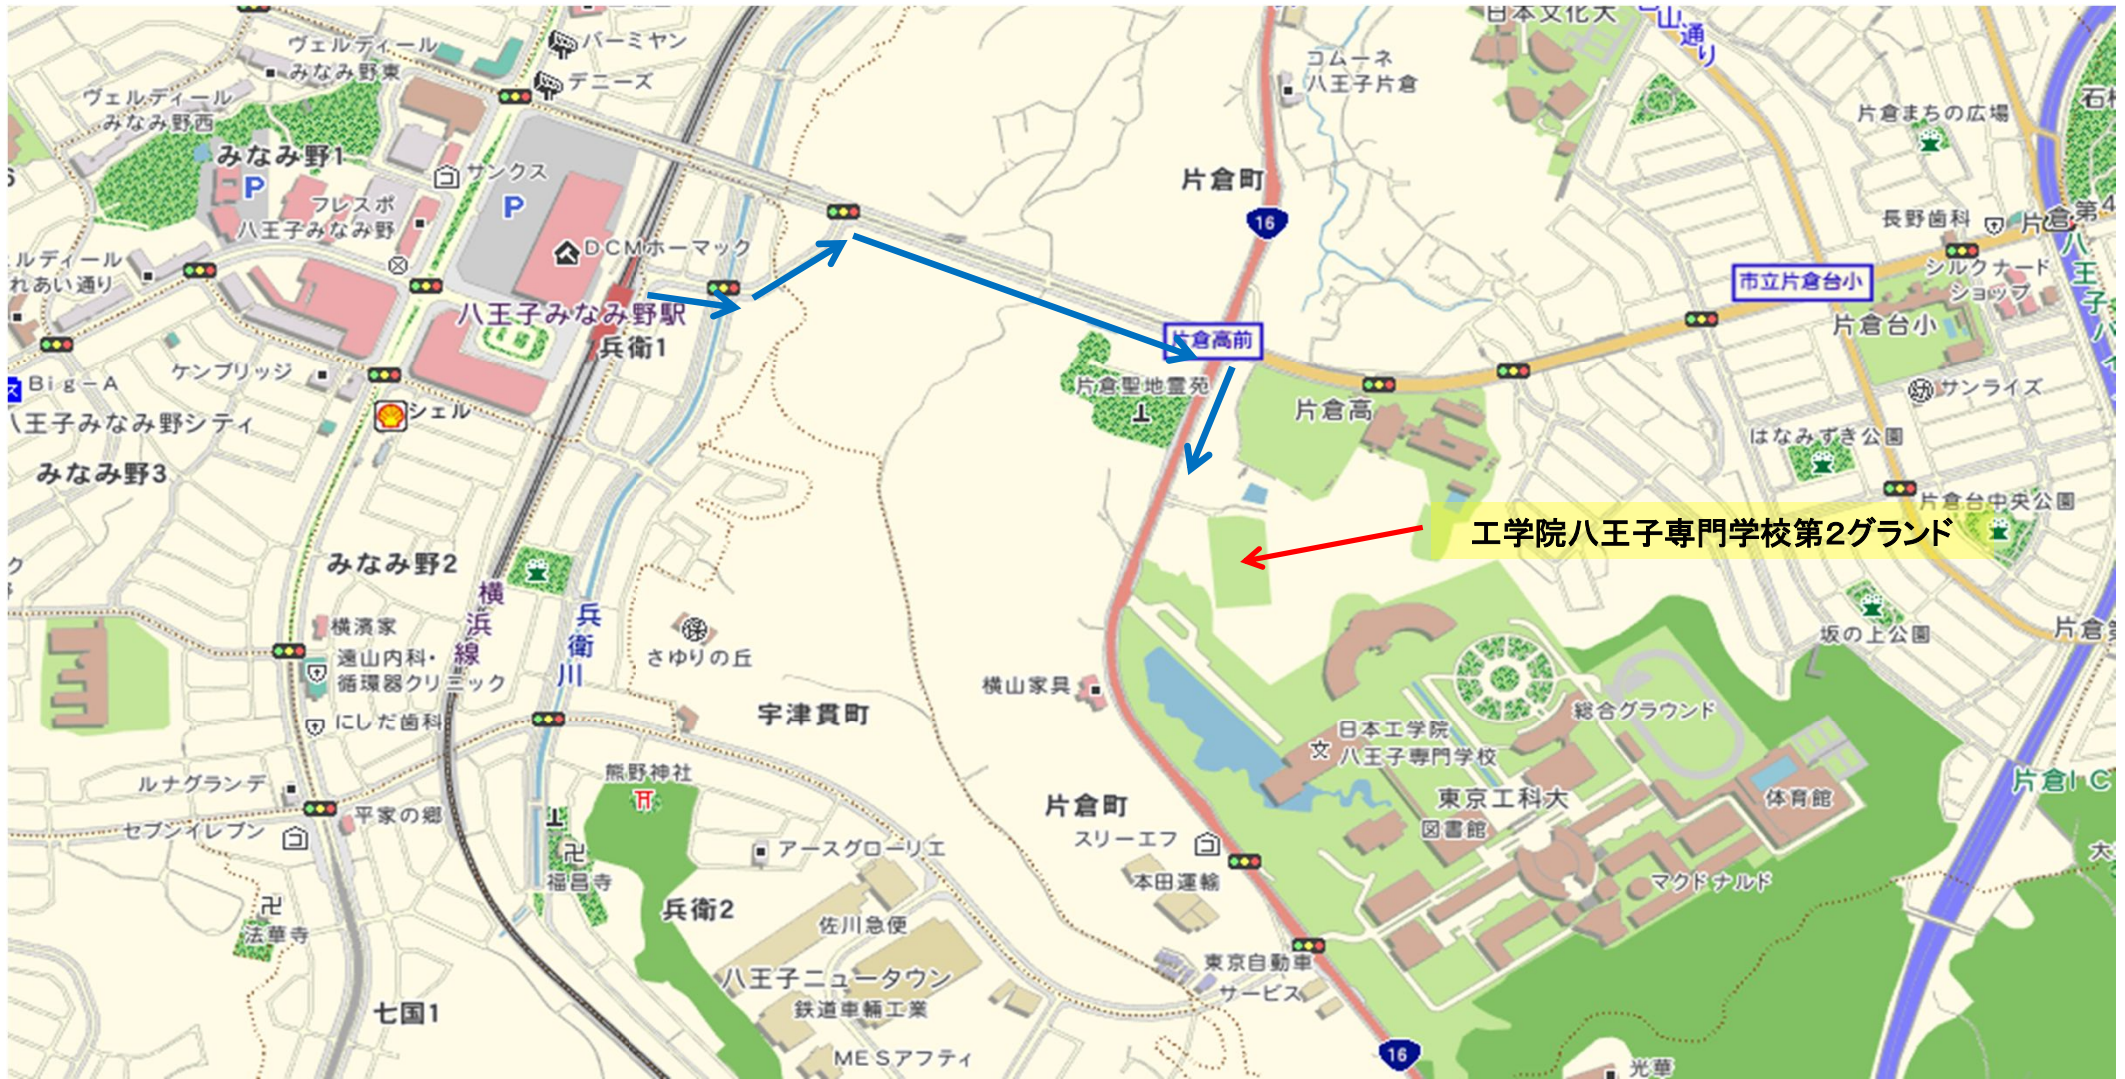 バーミヤン
ヴェルディール
みなみ野東
デニーズ
ヴェルディール
みなみ野西
みなみ野1
P
サンクス
フレスポ
八王子みなみ野
P
DCMホーマック
れあい通り
八王子みなみ野駅
兵衛1
ケンブリッジ
Big-A
シェル
八王子みなみ野シティ
みなみ野3
みなみ野2
横浜線
兵衛川
横濱家
遠山内科・
循環器クリニック
にしだ歯科
さゆりの丘
宇津貫町
ルナグランデ
平家の郷
セブンイレブン
熊野神社
アースグローリエ
福昌寺
法華寺
兵衛2
佐川急便
八王子ニュータウン
鉄道車輛工業
MESアフティ
七国1
日本文化大
コムーネ
八王子片倉
片倉町
16
片倉まちの広場
長野歯科
市立片倉台小
シルクナード
ショップ
片倉台小
サンライズ
片倉高前
片倉聖地霊苑
片倉高
はなみずき公園
片倉台中央公園
工学院八王子専門学校第2グランド
坂の上公園
横山家具
総合グラウンド
日本工学院
八王子専門学校
東京工科大
図書館
体育館
片倉IC
片倉町
スリーエフ
本田運輸
マクドナルド
東京自動車
サービス
16
光華